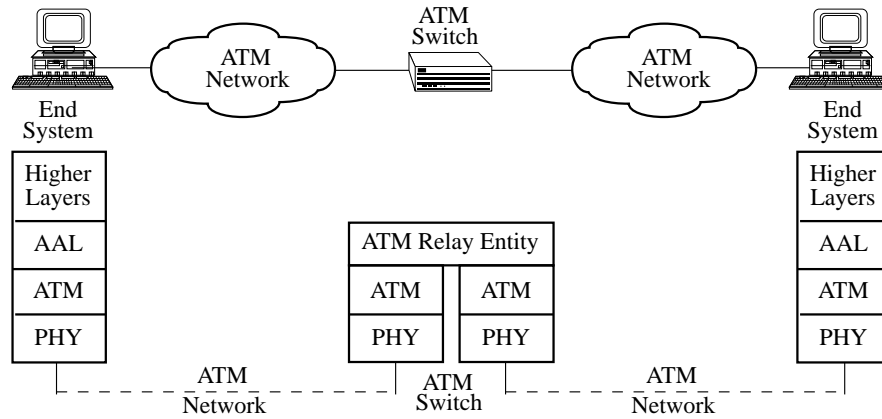 ATM
Switch
ATM
Network
ATM
Network
End
System
End
System
Higher
Layers
AAL
ATM
PHY
ATM Relay Entity
ATM
ATM
PHY
PHY
Higher
Layers
AAL
ATM
PHY
ATM
Network
ATM
Switch
ATM
Network